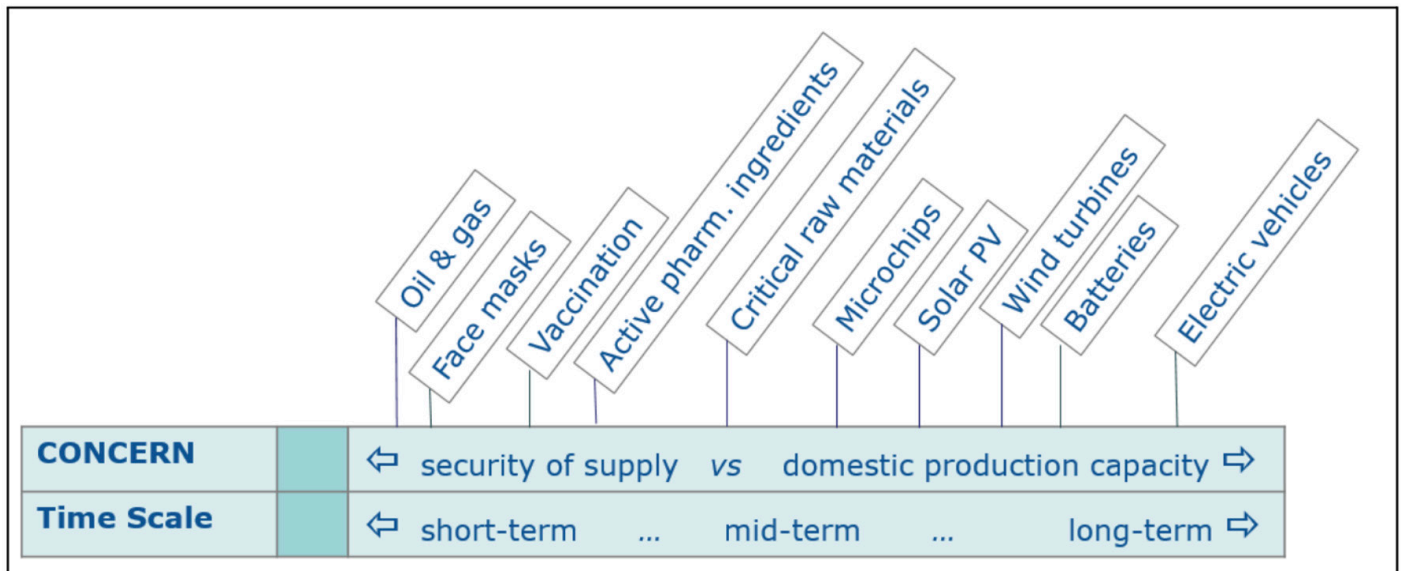 Oil & gas
Face masks
Vaccination
Active pharm. ingredients
Critical raw materials
Microchips
Solar PV
Wind turbines
Batteries
Electric vehicles
CONCERN
⇦ security of supply vs domestic production capacity ⇨
Time Scale
⇦ short-term ... mid-term ... long-term ⇨